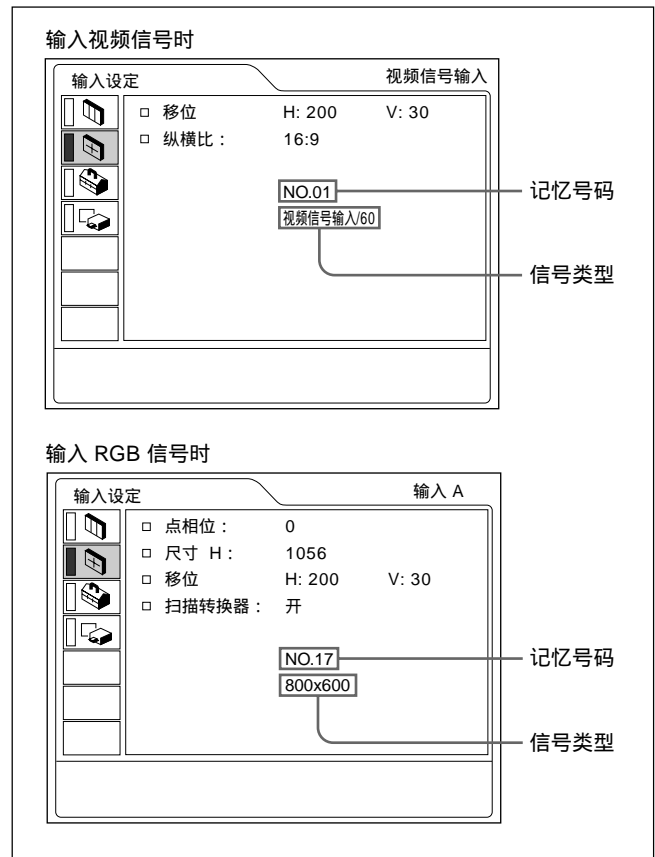 输入视频信号时
输入设定 视频信号输入
移位 H: 200 V: 30
纵横比： 16:9
NO.01 记忆号码
视频信号输入/60
信号类型
输入 RGB 信号时
输入设定 输入 A
点相位： 0
尺寸 H： 1056
移位 H: 200 V: 30
扫描转换器： 开
NO.17 记忆号码
800x600
信号类型